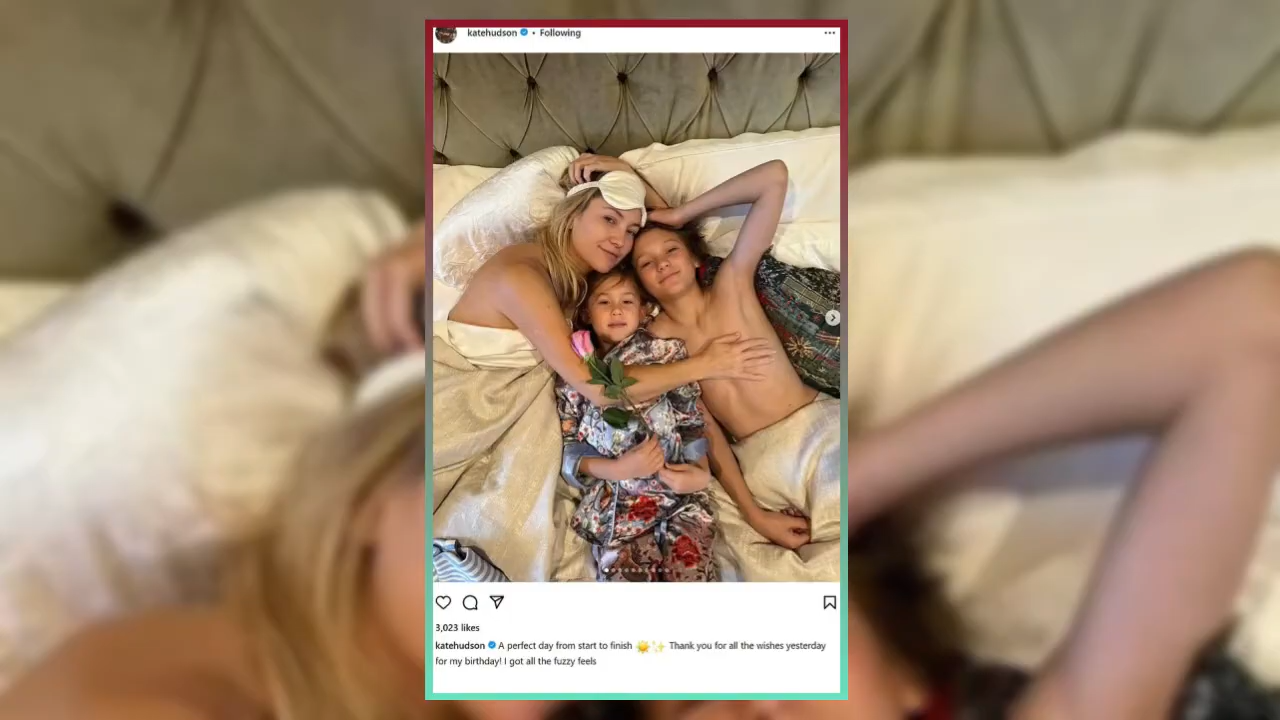 katehudson • Following
3,023 likes
katehudson A perfect day from start to finish ☀️✨ Thank you for all the wishes yesterday
for my birthday! I got all the fuzzy feels